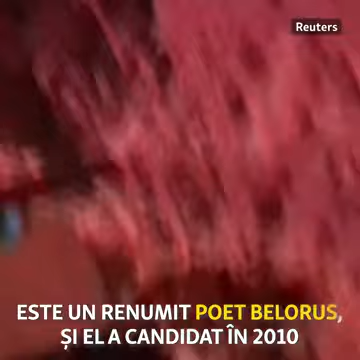 Reuters
ESTE UN RENUMIT POET BELORUS,
ȘI EL A CANDIDAT ÎN 2010